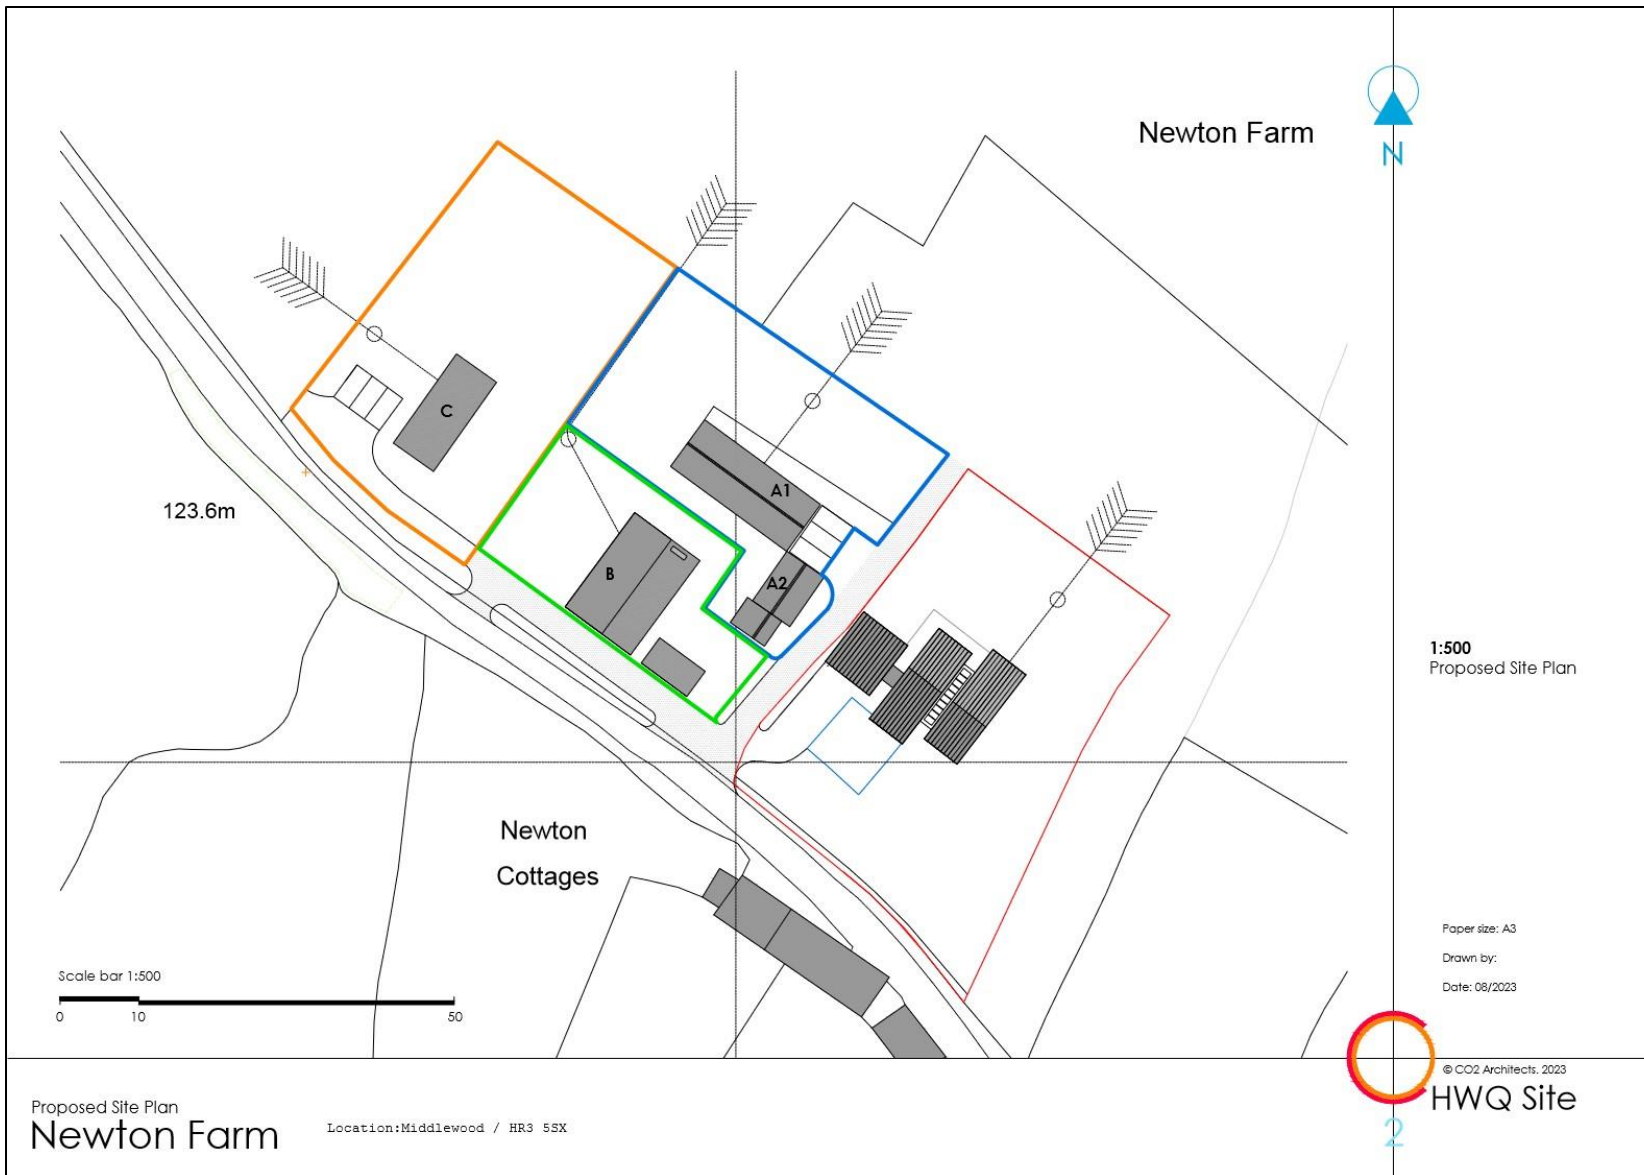 Newton Farm
N
C
A1
123.6m
B
A2
1:500
Proposed Site Plan
Newton
Cottages
Scale bar 1:500
0 10 50
Paper size: A3
Drawn by:
Date: 08/2023
© CO2 Architects. 2023
HWQ Site
2
Proposed Site Plan
Newton Farm
Location:Middlewood / HR3 5SX